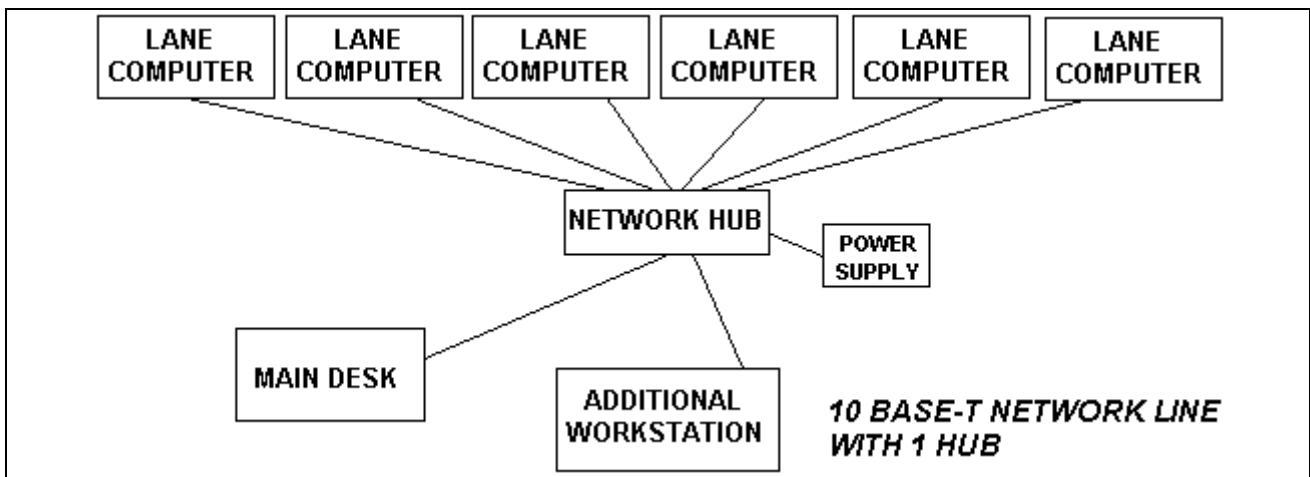 LANE
COMPUTER
LANE
COMPUTER
LANE
COMPUTER
LANE
COMPUTER
LANE
COMPUTER
LANE
COMPUTER
NETWORK HUB
POWER
SUPPLY
MAIN DESK
ADDITIONAL
WORKSTATION
10 BASE-T NETWORK LINE
WITH 1 HUB